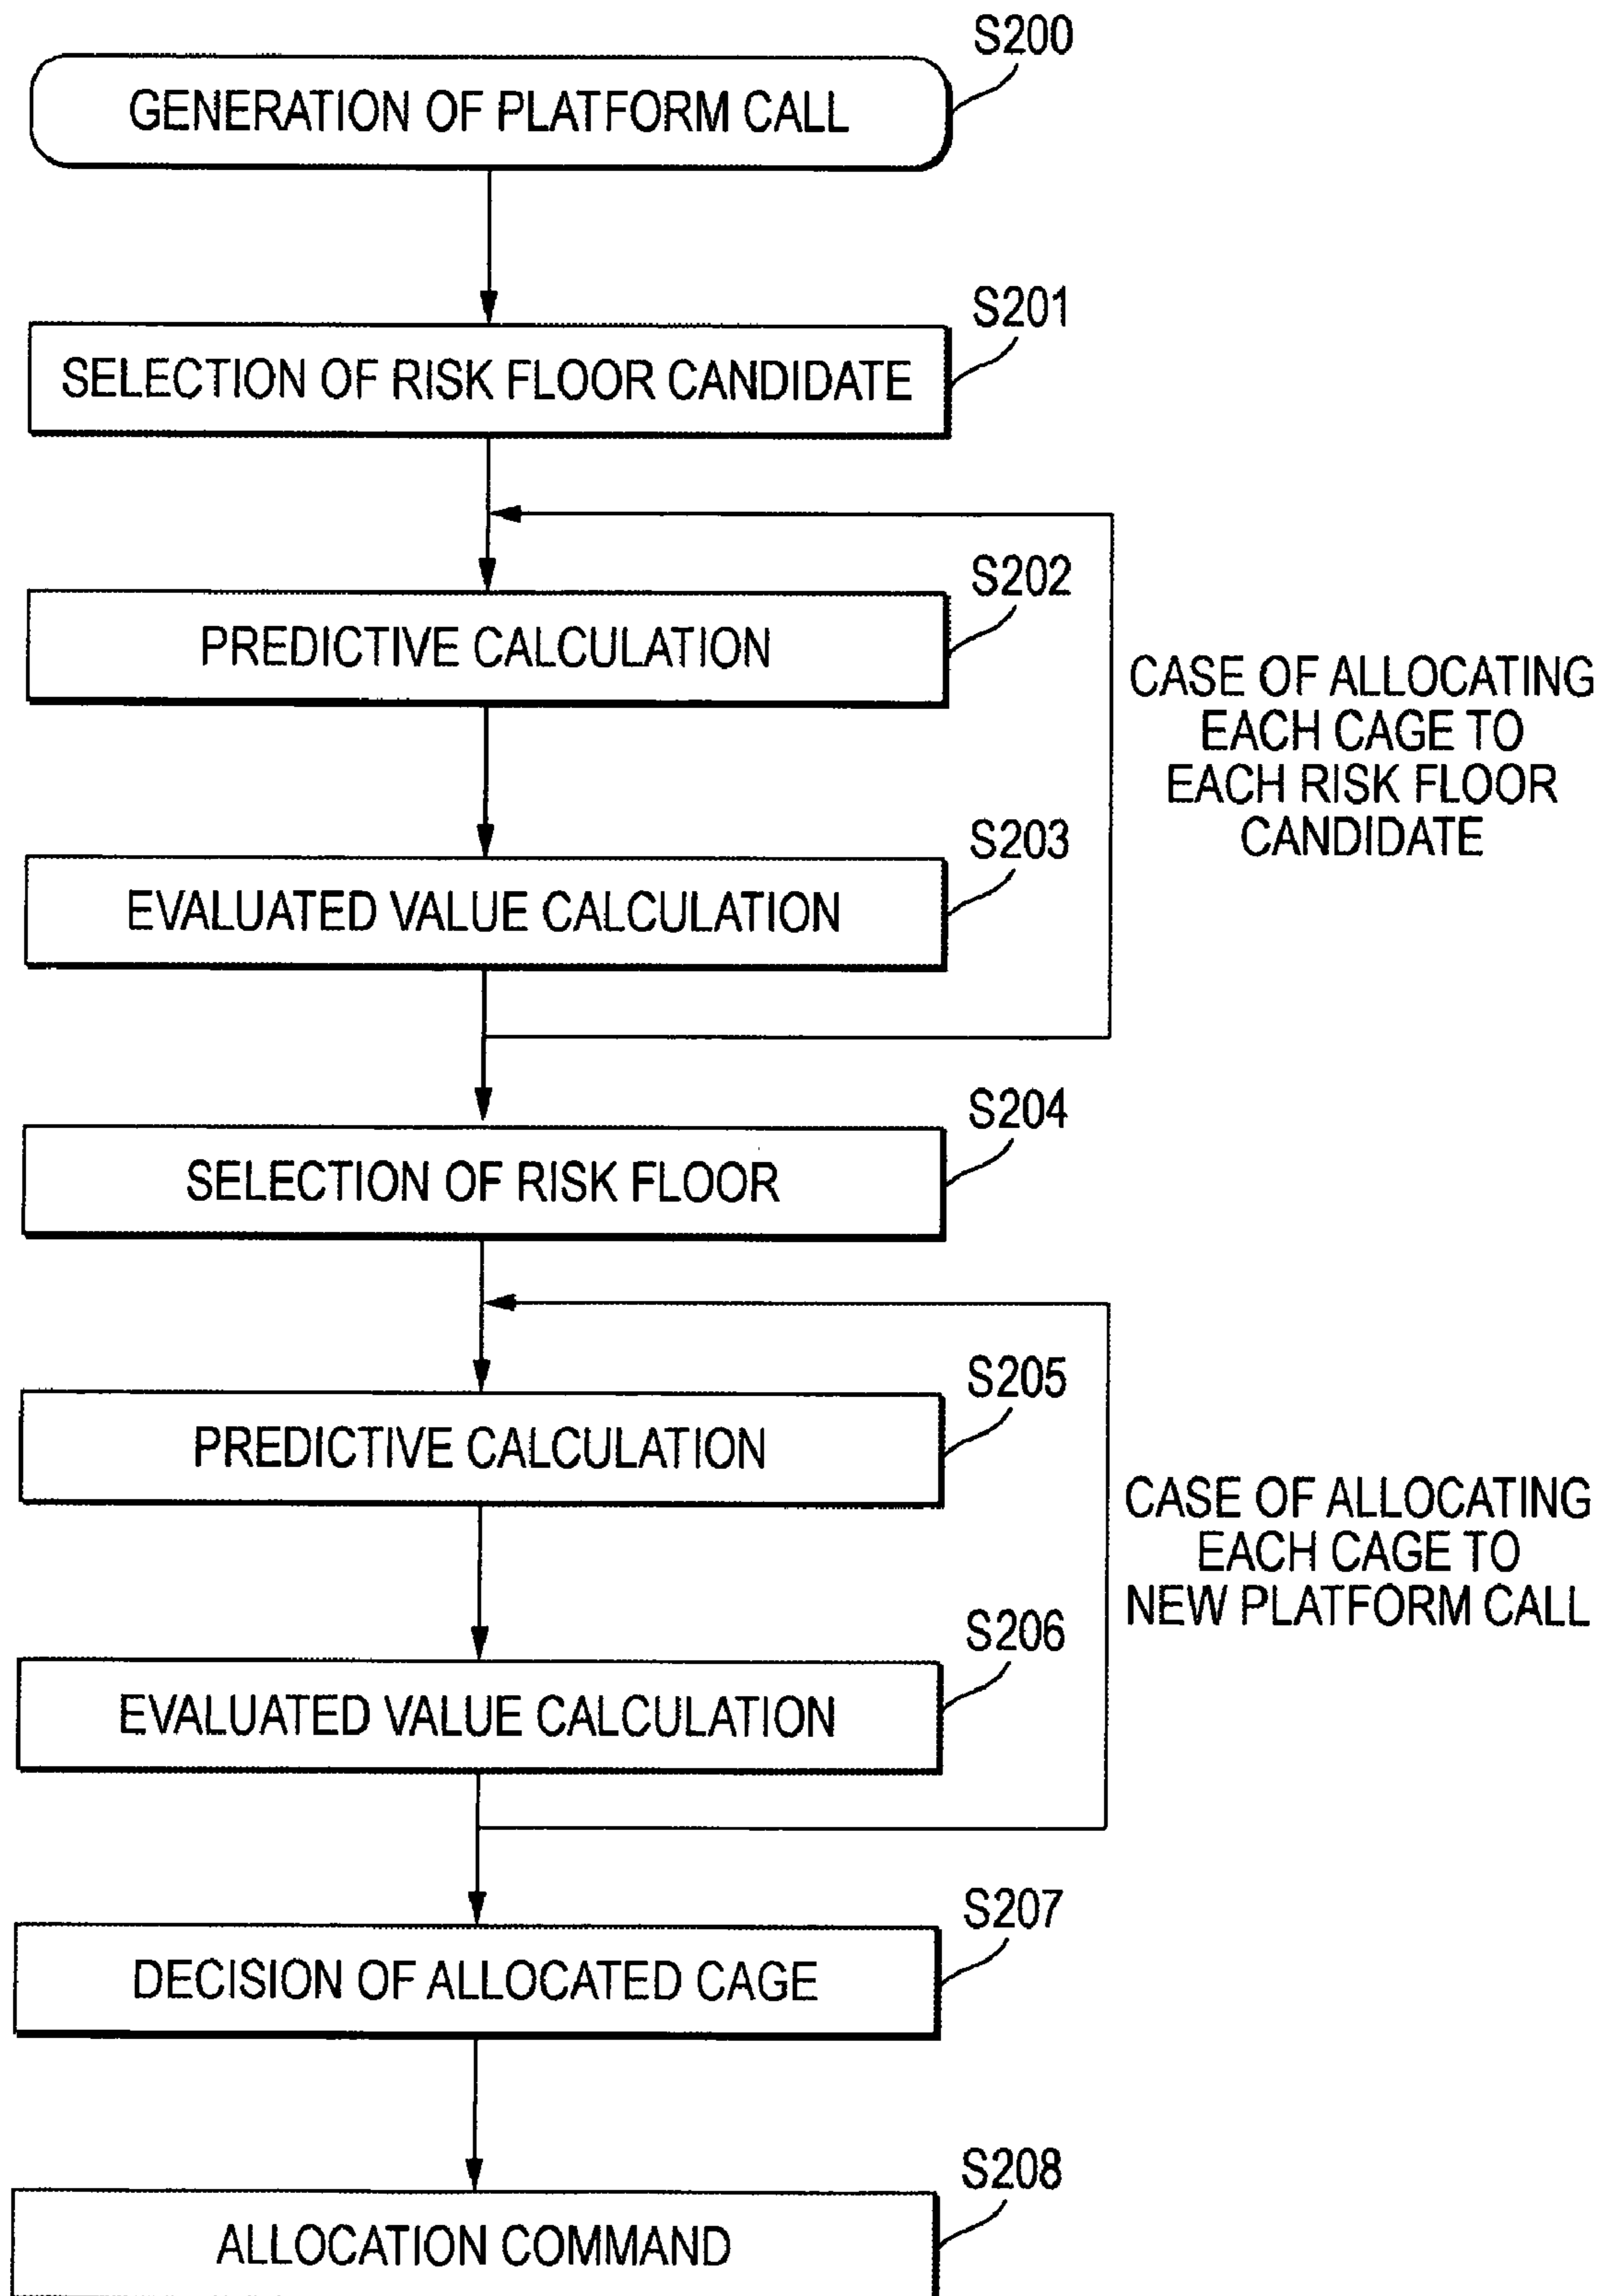 S200
GENERATION OF PLATFORM CALL
S201
SELECTION OF RISK FLOOR CANDIDATE
S202
PREDICTIVE CALCULATION
CASE OF ALLOCATING
EACH CAGE TO
EACH RISK FLOOR
CANDIDATE
S203
EVALUATED VALUE CALCULATION
S204
SELECTION OF RISK FLOOR
S205
PREDICTIVE CALCULATION
CASE OF ALLOCATING
EACH CAGE TO
NEW PLATFORM CALL
S206
EVALUATED VALUE CALCULATION
S207
DECISION OF ALLOCATED CAGE
S208
ALLOCATION COMMAND